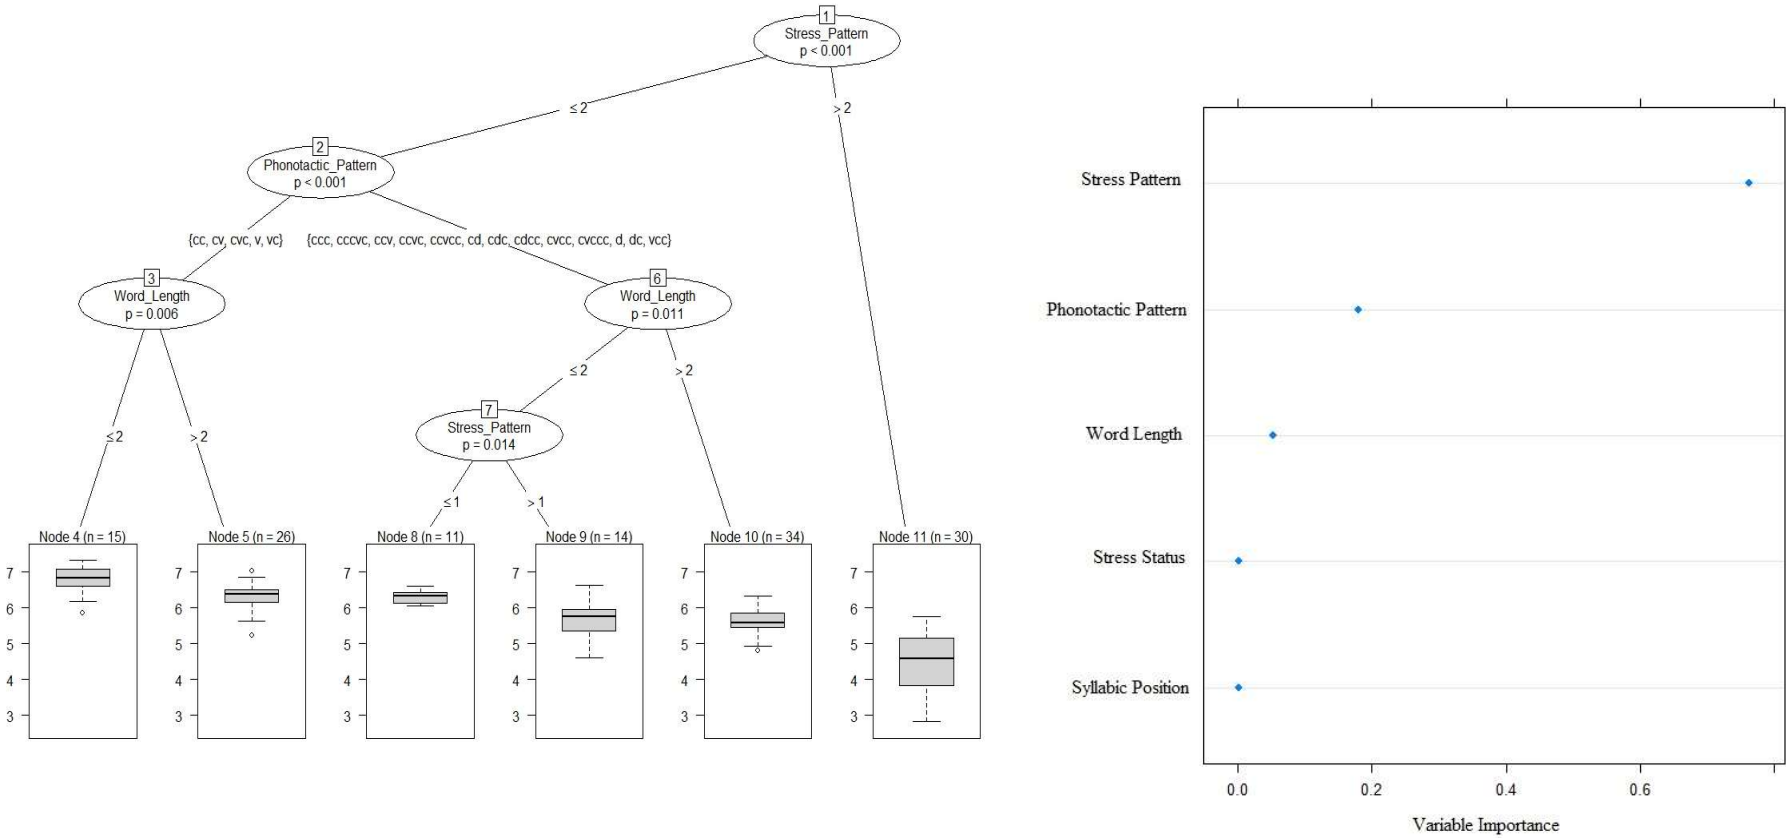 1
Stress_Pattern
p < 0.001
≤ 2
> 2
2
Phonotactic_Pattern
p < 0.001
{cc, cv, cvc, v, vc}
{ccc, cccvc, ccv, ccvc, ccvcc, cd, cdc, cdcc, cvcc, cvccc, d, dc, vcc}
3
Word_Length
p = 0.006
6
Word_Length
p = 0.011
≤ 2
> 2
≤ 2
> 2
7
Stress_Pattern
p = 0.014
≤ 1
> 1
Node 4 (n = 15)
7
6
5
4
3
Node 5 (n = 26)
7
6
5
4
3
Node 8 (n = 11)
7
6
5
4
3
Node 9 (n = 14)
7
6
5
4
3
Node 10 (n = 34)
7
6
5
4
3
Node 11 (n = 30)
7
6
5
4
3
Stress Pattern
Phonotactic Pattern
Word Length
Stress Status
Syllabic Position
0.0 0.2 0.4 0.6
Variable Importance